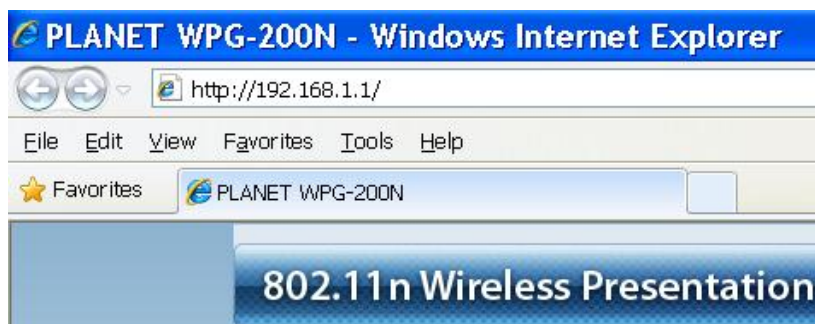 PLANET WPG-200N - Windows Internet Explorer
http://192.168.1.1/
File Edit View Favorites Tools Help
Favorites PLANET WPG-200N
802.11n Wireless Presentation